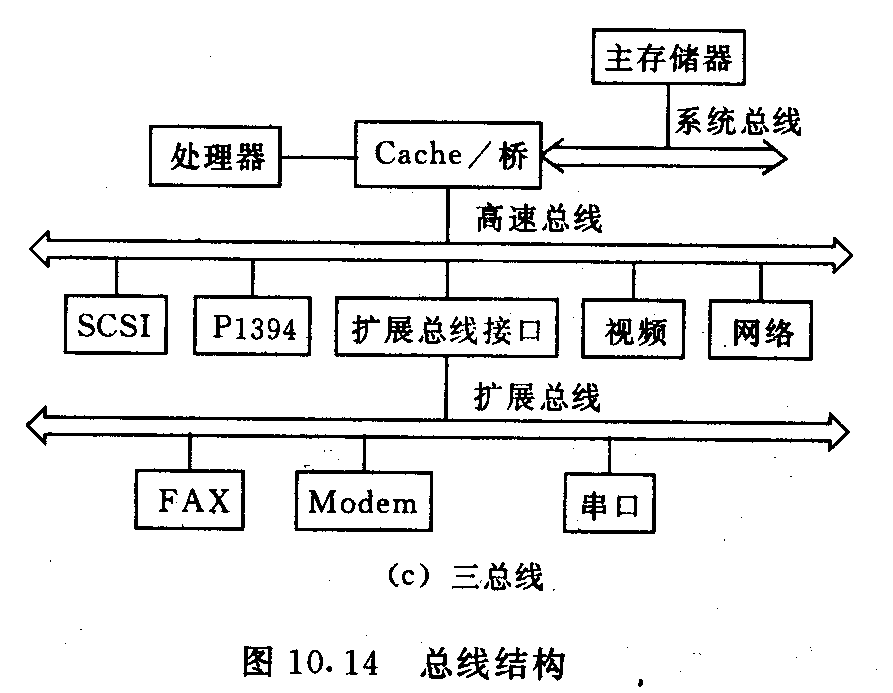 主存储器
系统总线
处理器
Cache／桥
高速总线
SCSI
P1394
扩展总线接口
视频
网络
扩展总线
FAX
Modem
串口
(c) 三总线
图 10.14 总线结构